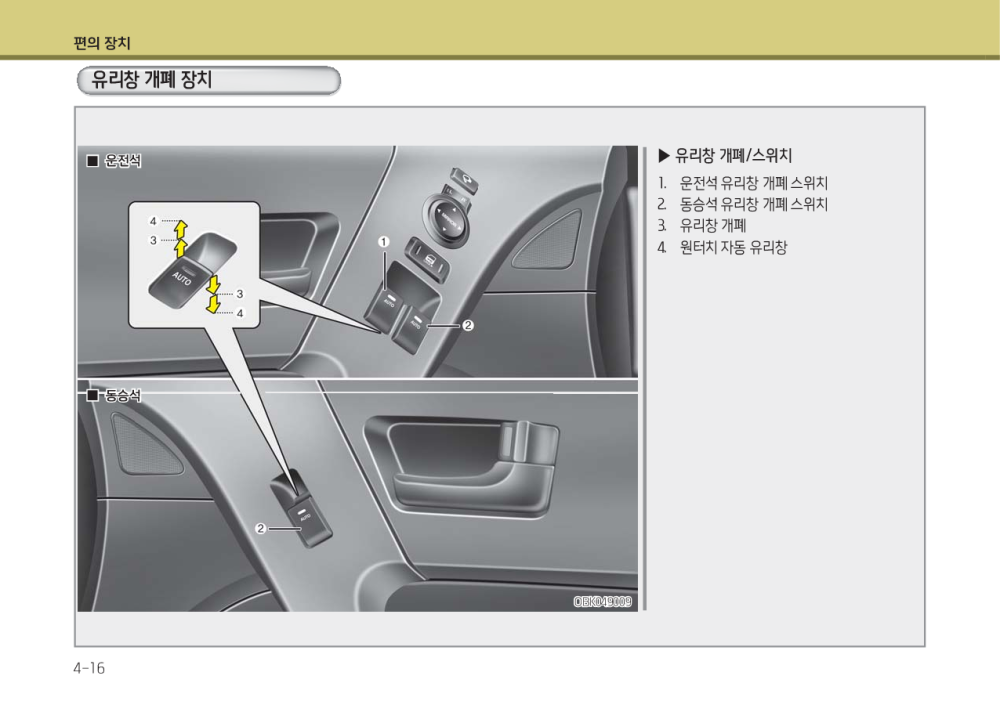 편의 장치
유리창 개폐 장치
■ 운전석
4
3
AUTO
3
4
①
AUTO
AUTO
②
■ 동승석
AUTO
②
OBK049009
▶ 유리창 개폐/스위치
1. 운전석 유리창 개폐 스위치
2. 동승석 유리창 개폐 스위치
3. 유리창 개폐
4. 원터치 자동 유리창
4-16